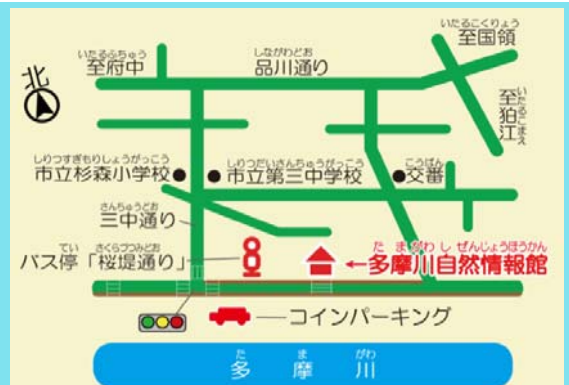 いたるふちゅう
至府中
しながわどお
品川通り
いたるこくりょう
至国領
いたるこまえ
至狛江
北
しりつすぎもりしょうがっこう
市立杉森小学校
しりつだいさんちゅうがっこう
市立第三中学校
こうばん
交番
さんちゅうどお
三中通り
てい さくらづつみどお
バス停「桜堤通り」
たまがわしぜんじょうほうかん
←多摩川自然情報館
コインパーキング
たまがわ
多摩川